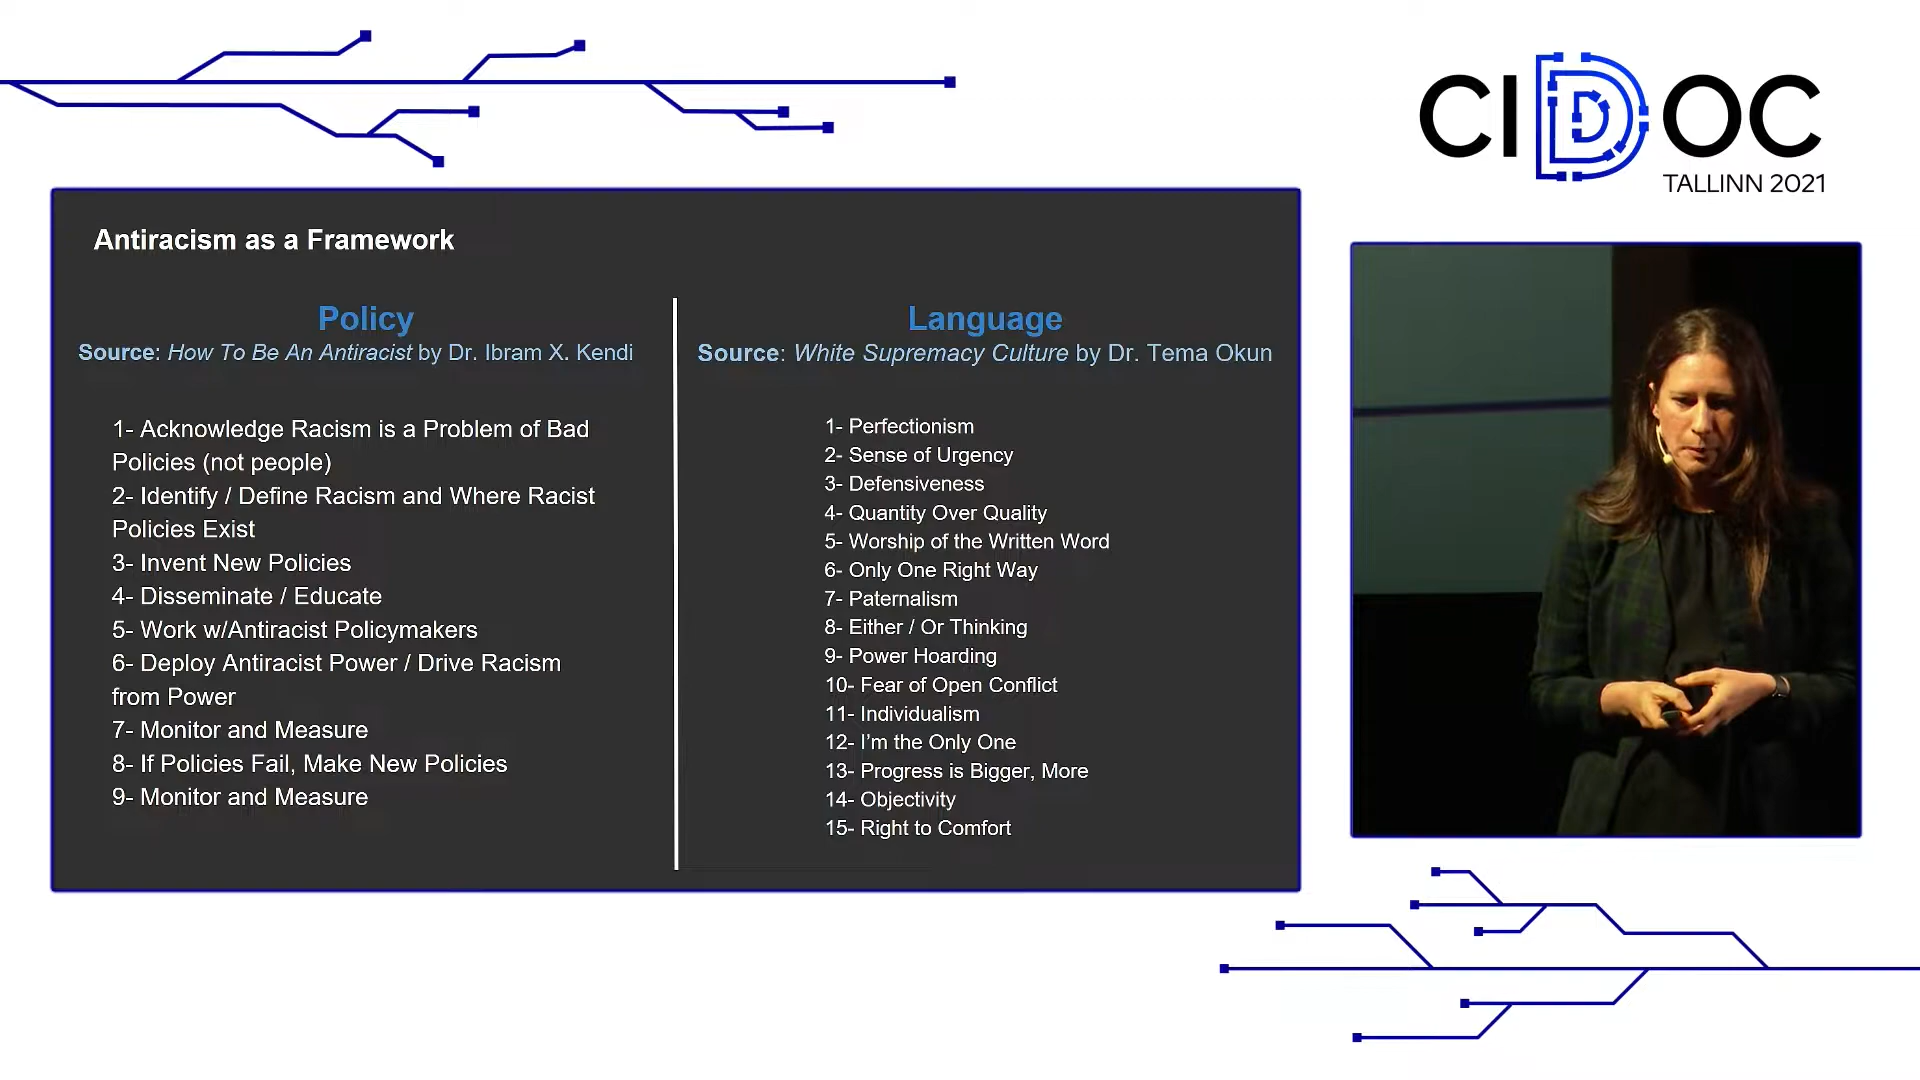 CIDOC
TALLINN 2021
Antiracism as a Framework
Policy
Source: How To Be An Antiracist by Dr. Ibram X. Kendi
1- Acknowledge Racism is a Problem of Bad
Policies (not people)
2- Identify / Define Racism and Where Racist
Policies Exist
3- Invent New Policies
4- Disseminate / Educate
5- Work w/Antiracist Policymakers
6- Deploy Antiracist Power / Drive Racism
from Power
7- Monitor and Measure
8- If Policies Fail, Make New Policies
9- Monitor and Measure
Language
Source: White Supremacy Culture by Dr. Tema Okun
1- Perfectionism
2- Sense of Urgency
3- Defensiveness
4- Quantity Over Quality
5- Worship of the Written Word
6- Only One Right Way
7- Paternalism
8- Either / Or Thinking
9- Power Hoarding
10- Fear of Open Conflict
11- Individualism
12- I'm the Only One
13- Progress is Bigger, More
14- Objectivity
15- Right to Comfort